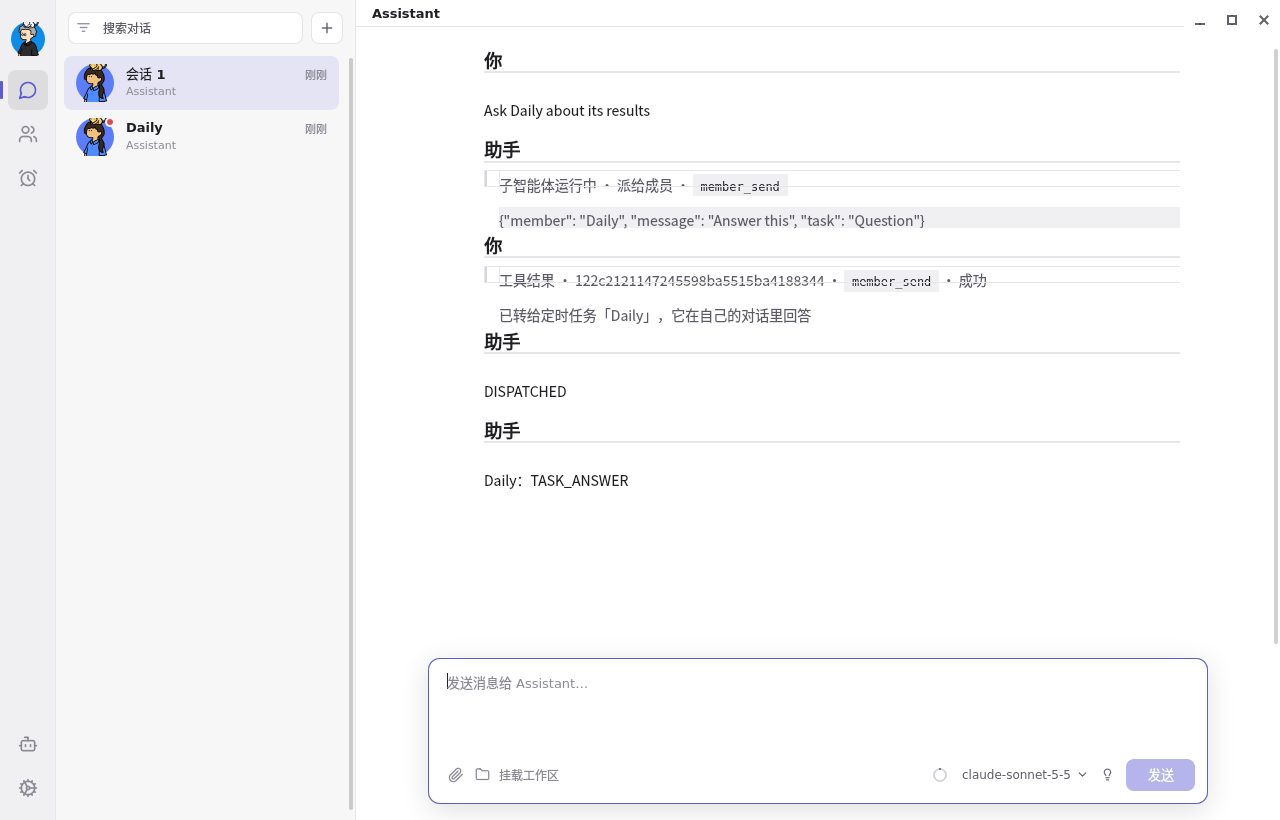 Assistant
搜索对话
会话 1
刚刚
Assistant
Daily
刚刚
Assistant
你
Ask Daily about its results
助手
子智能体运行中 · 派给成员 · member_send
{"member": "Daily", "message": "Answer this", "task": "Question"}
你
工具结果 · 122c2121147245598ba5515ba4188344 · member_send · 成功
已转给定时任务「Daily」，它在自己的对话里回答
助手
DISPATCHED
助手
Daily：TASK_ANSWER
发送消息给 Assistant…
挂载工作区
claude-sonnet-5-5
发送